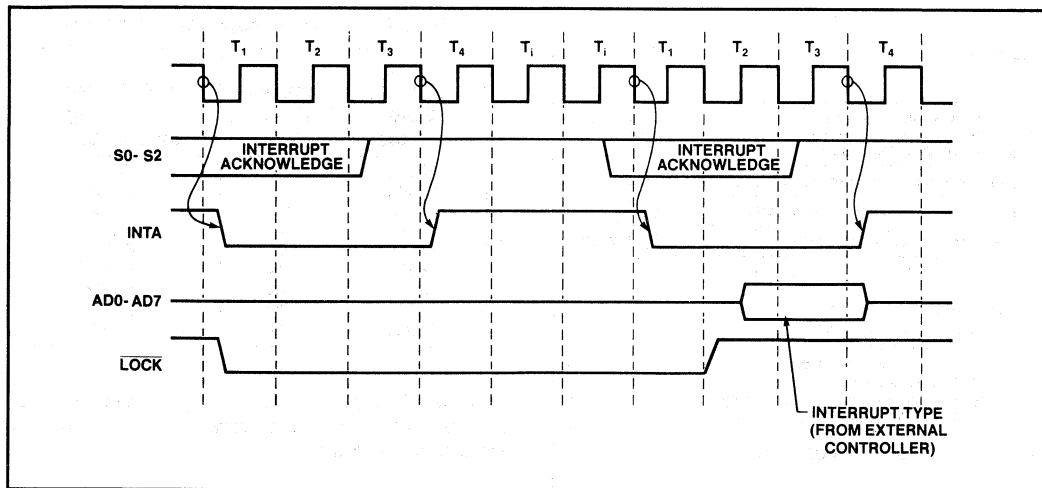 T1 T2 T3 T4 Ti Ti T1 T2 T3 T4
S0- S2
INTERRUPT
ACKNOWLEDGE
INTERRUPT
ACKNOWLEDGE
INTA
AD0- AD7
LOCK
INTERRUPT TYPE
(FROM EXTERNAL
CONTROLLER)